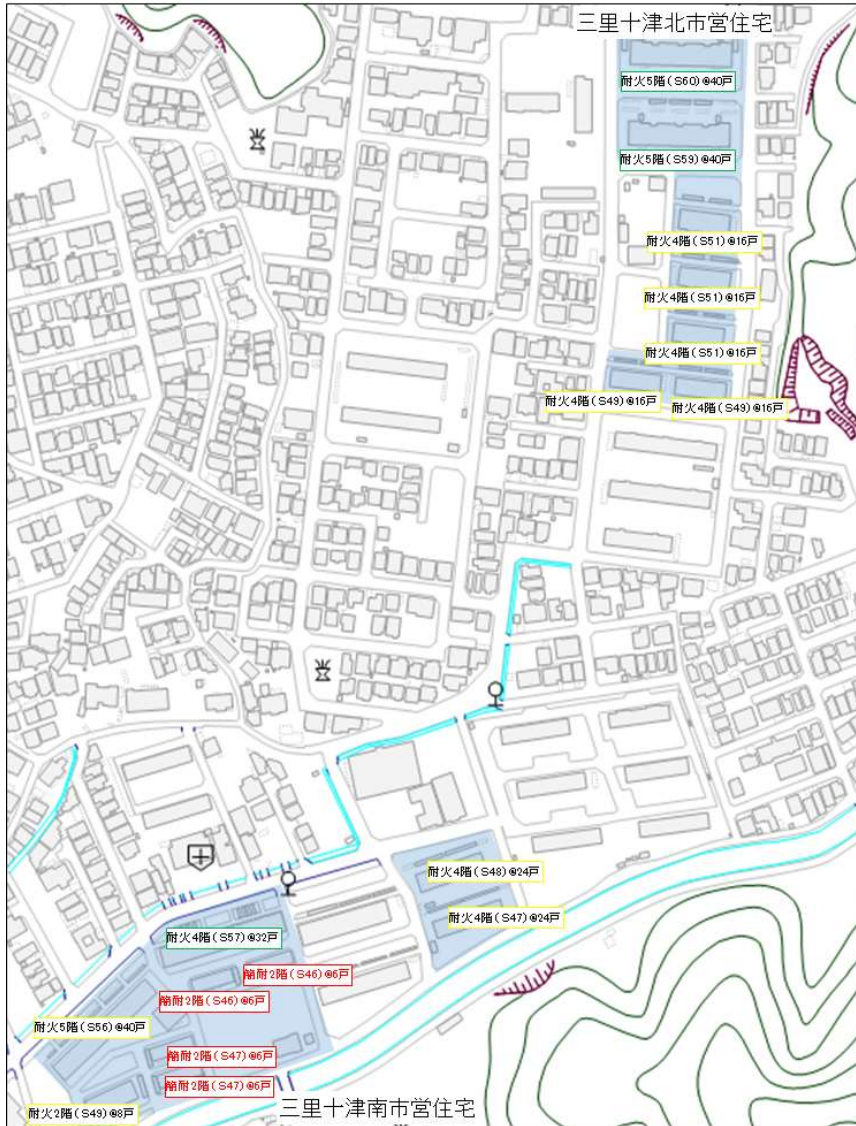 三里十津北市営住宅
耐火5階(S60)@40戸
耐火5階(S59)@40戸
耐火4階(S51)@16戸
耐火4階(S51)@16戸
耐火4階(S51)@16戸
耐火4階(S49)@16戸
耐火4階(S49)@16戸
耐火4階(S48)@24戸
耐火4階(S47)@24戸
耐火4階(S57)@32戸
簡耐2階(S46)@6戸
簡耐2階(S46)@6戸
耐火5階(S56)@40戸
簡耐2階(S47)@6戸
簡耐2階(S47)@6戸
耐火2階(S49)@8戸
三里十津南市営住宅